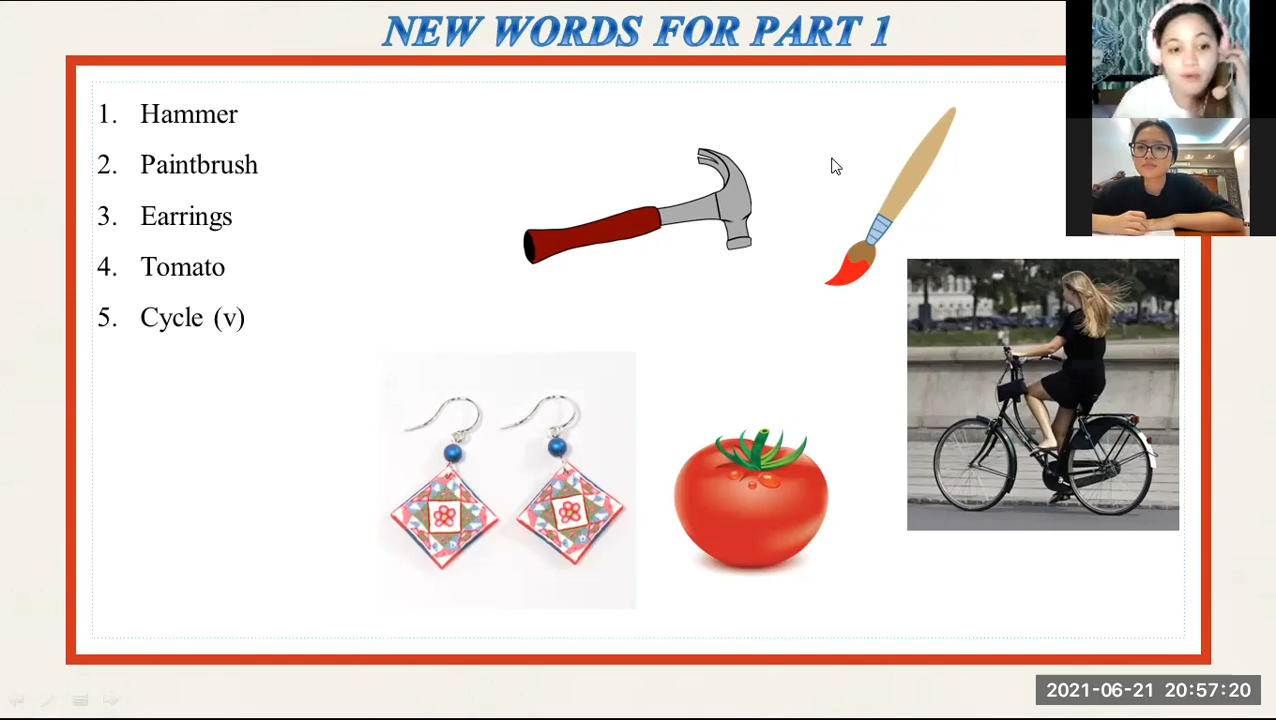 NEW WORDS FOR PART 1
1. Hammer
2. Paintbrush
3. Earrings
4. Tomato
5. Cycle (v)
2021-06-21 20:57:20